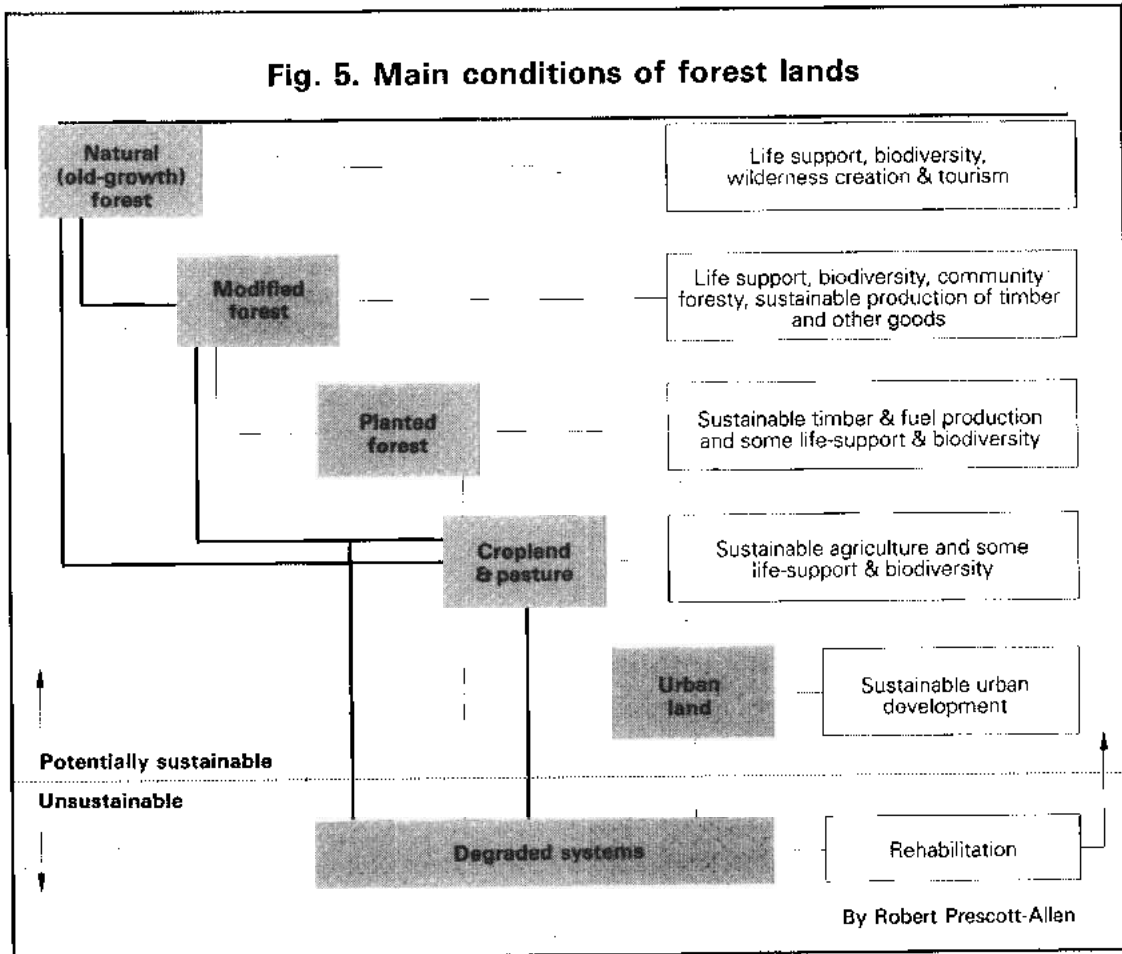 Fig. 5. Main conditions of forest lands
Natural
(old-growth)
forest
Life support, biodiversity,
wilderness creation & tourism
Modified
forest
Life support, biodiversity, community
foresty, sustainable production of timber
and other goods
Planted
forest
Sustainable timber & fuel production
and some life-support & biodiversity
Cropland
& pasture
Sustainable agriculture and some
life-support & biodiversity
Urban
land
Sustainable urban
development
Potentially sustainable
Unsustainable
Degraded systems
Rehabilitation
By Robert Prescott-Allen